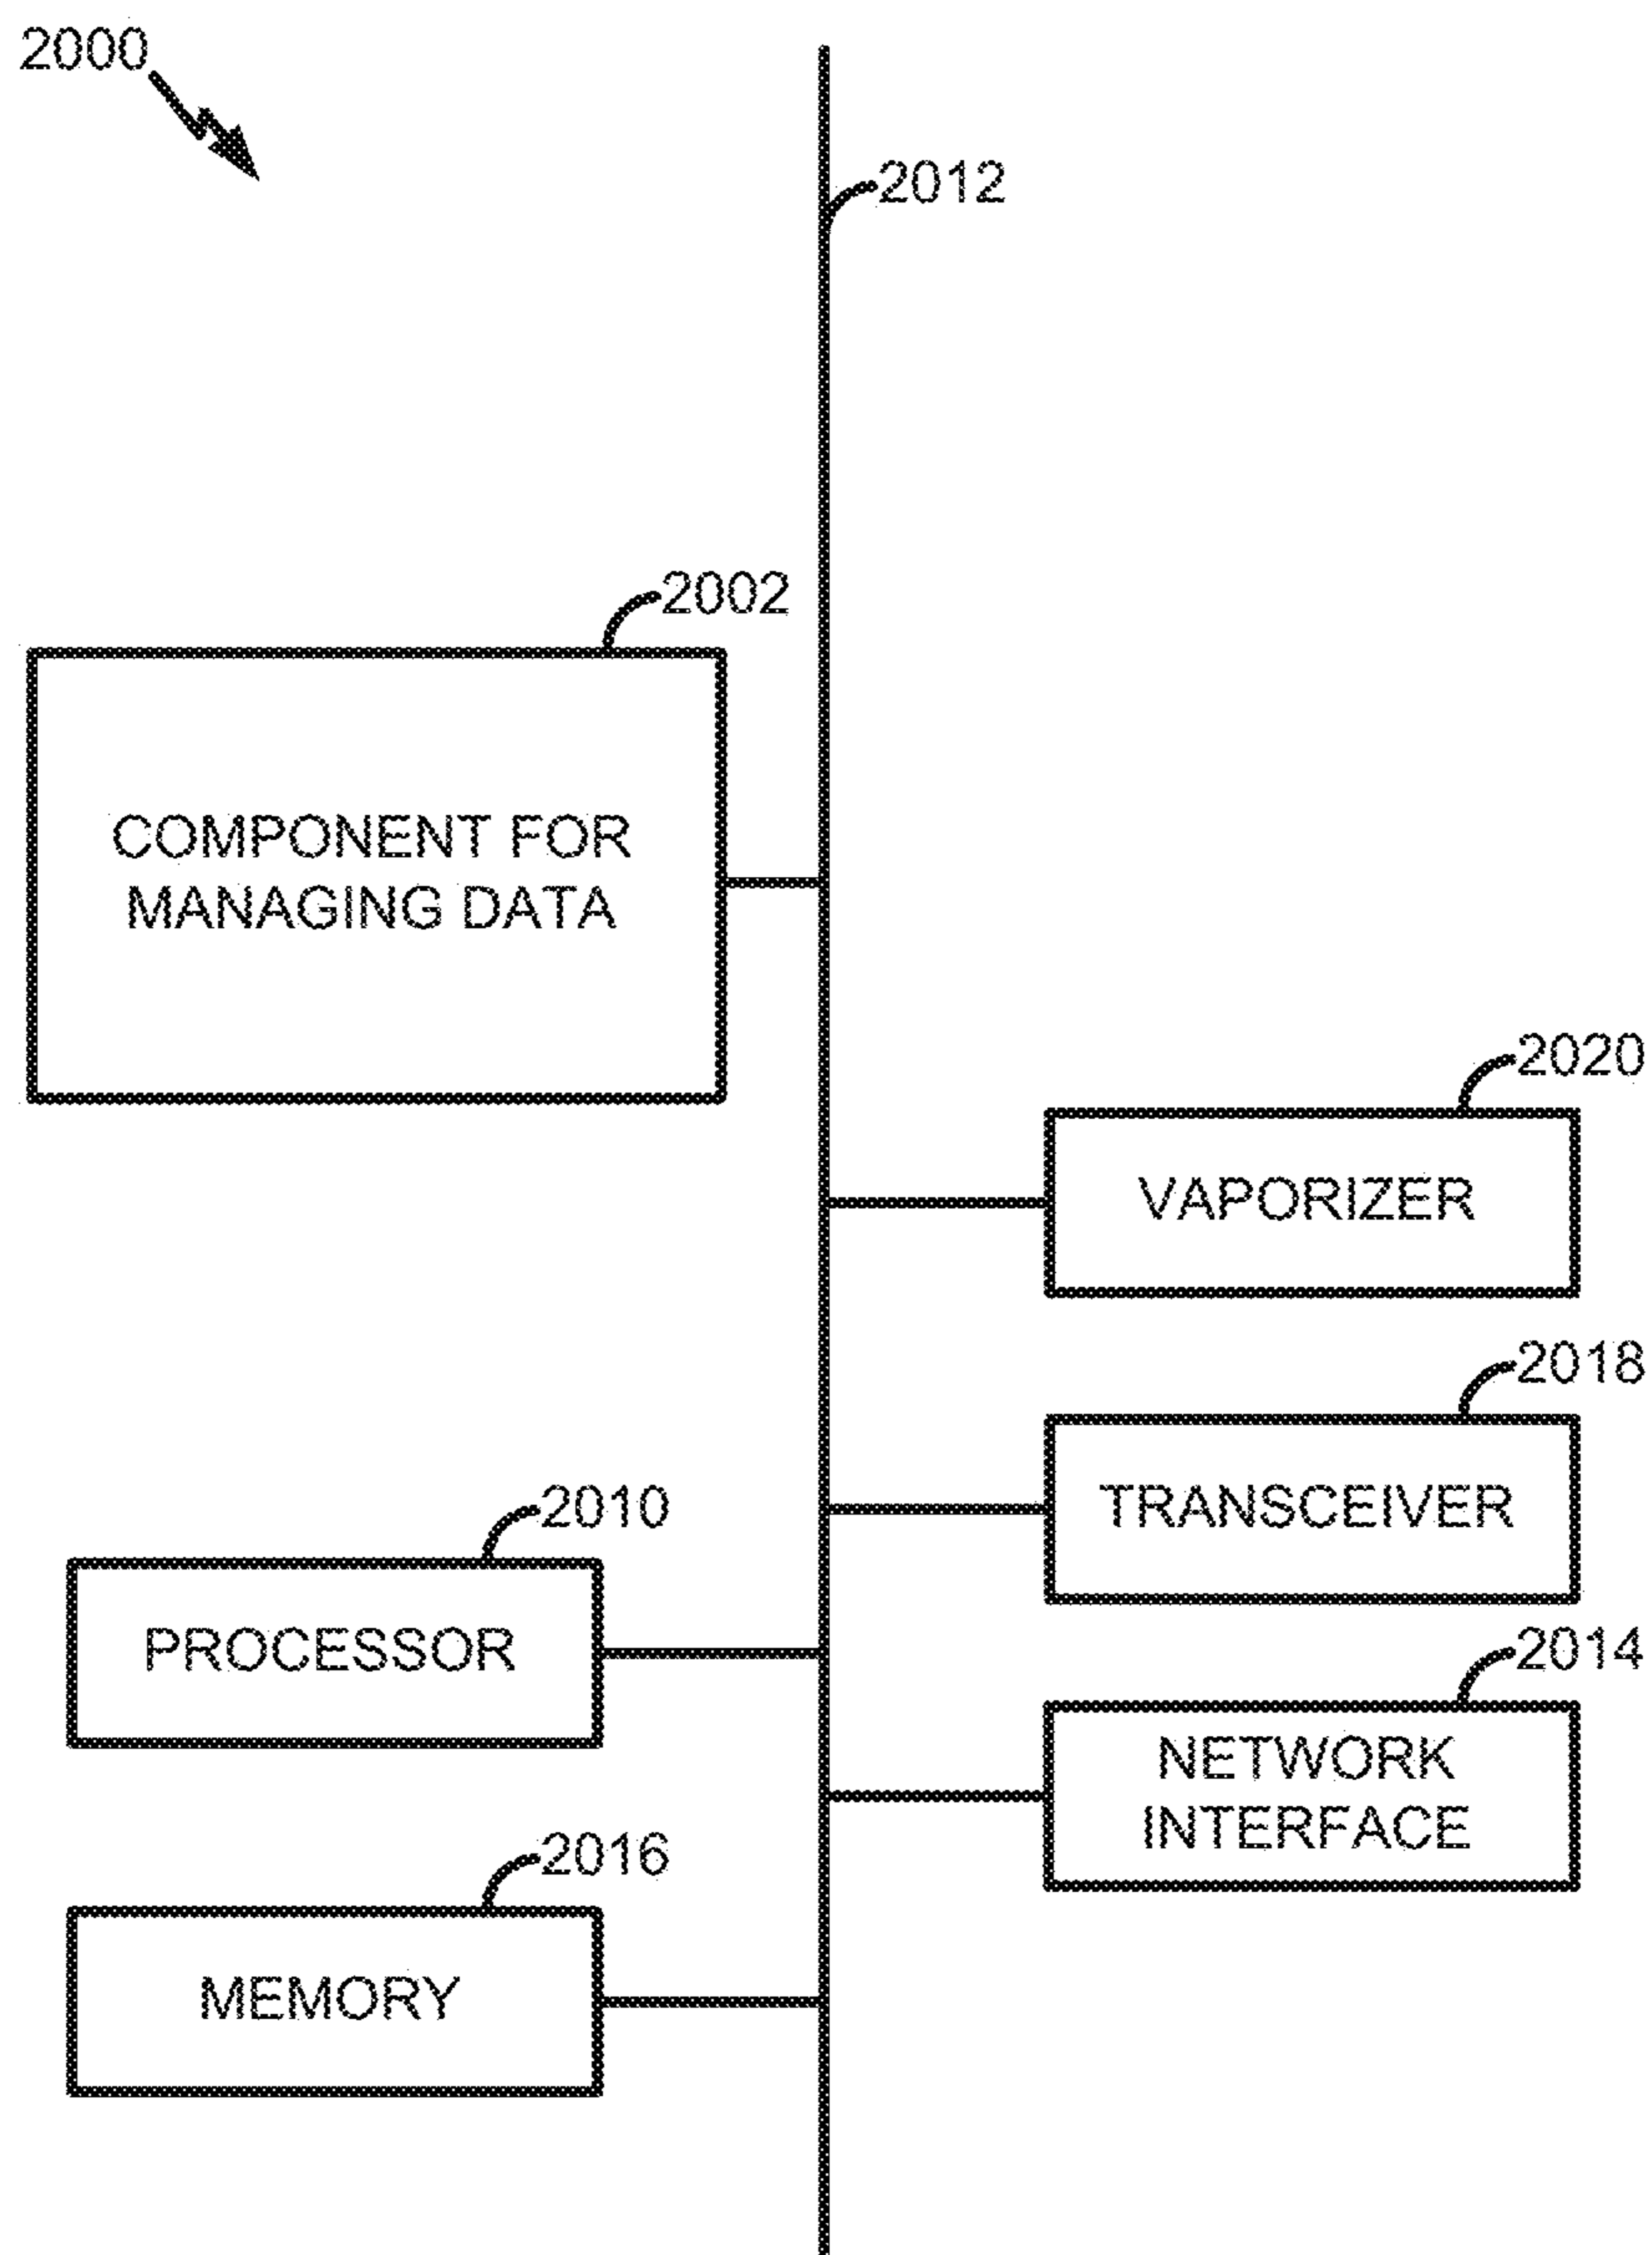 2000
2012
2002
COMPONENT FOR
MANAGING DATA
2020
VAPORIZER
2018
TRANSCEIVER
2010
PROCESSOR
2014
NETWORK
INTERFACE
2016
MEMORY